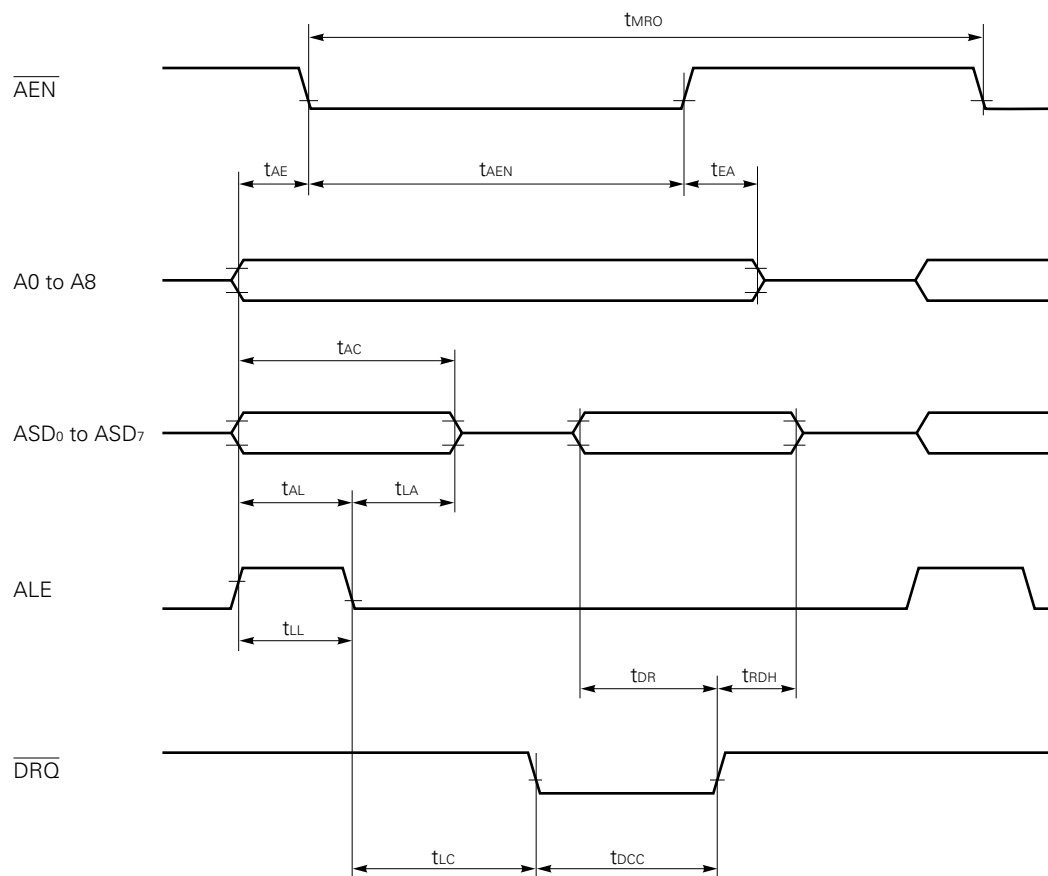 tMRO
AEN
tAE tAEN tEA
A0 to A8
tAC
ASD0 to ASD7
tAL tLA
ALE
tLL
tDR tRDH
DRQ
tLC tDCC